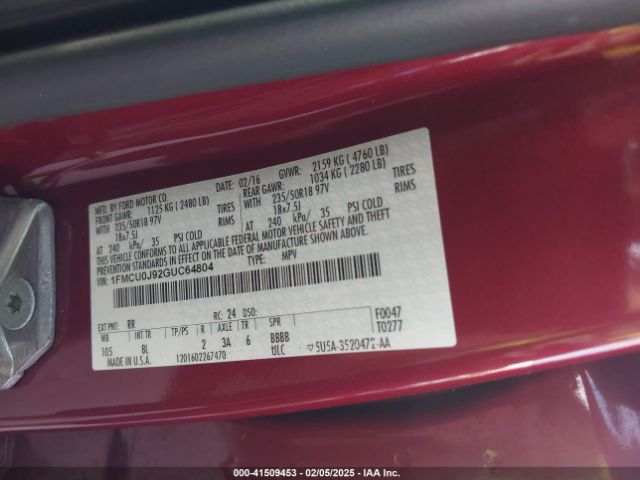 MFD. BY FORD MOTOR CO. DATE: 02/16 GVWR: 2159 KG ( 4760 LB)
FRONT GAWR: 1125 KG ( 2480 LB) REAR GAWR: 1034 KG ( 2280 LB)
WITH 235/50R18 97V TIRES WITH 235/50R18 97V TIRES
18x7.5J RIMS 18x7.5J RIMS
AT 240 kPa/ 35 PSI COLD AT 240 kPa/ 35 PSI COLD
THIS VEHICLE CONFORMS TO ALL APPLICABLE FEDERAL MOTOR VEHICLE SAFETY AND THEFT
PREVENTION STANDARDS IN EFFECT ON THE DATE OF MANUFACTURE SHOWN ABOVE.
VIN: 1FMCU0J92GUC64804 TYPE: MPV
EXT PNT: RR RC: 24 DSO: F0047
WB INT TR TP/PS R AXLE TR SPR T0277
105 BL 2 3A 6 BBBB
MADE IN U.S.A. 1201602267470 ULC 5U5A-3520472-AA
000-41509453 - 02/05/2025 - IAA Inc.